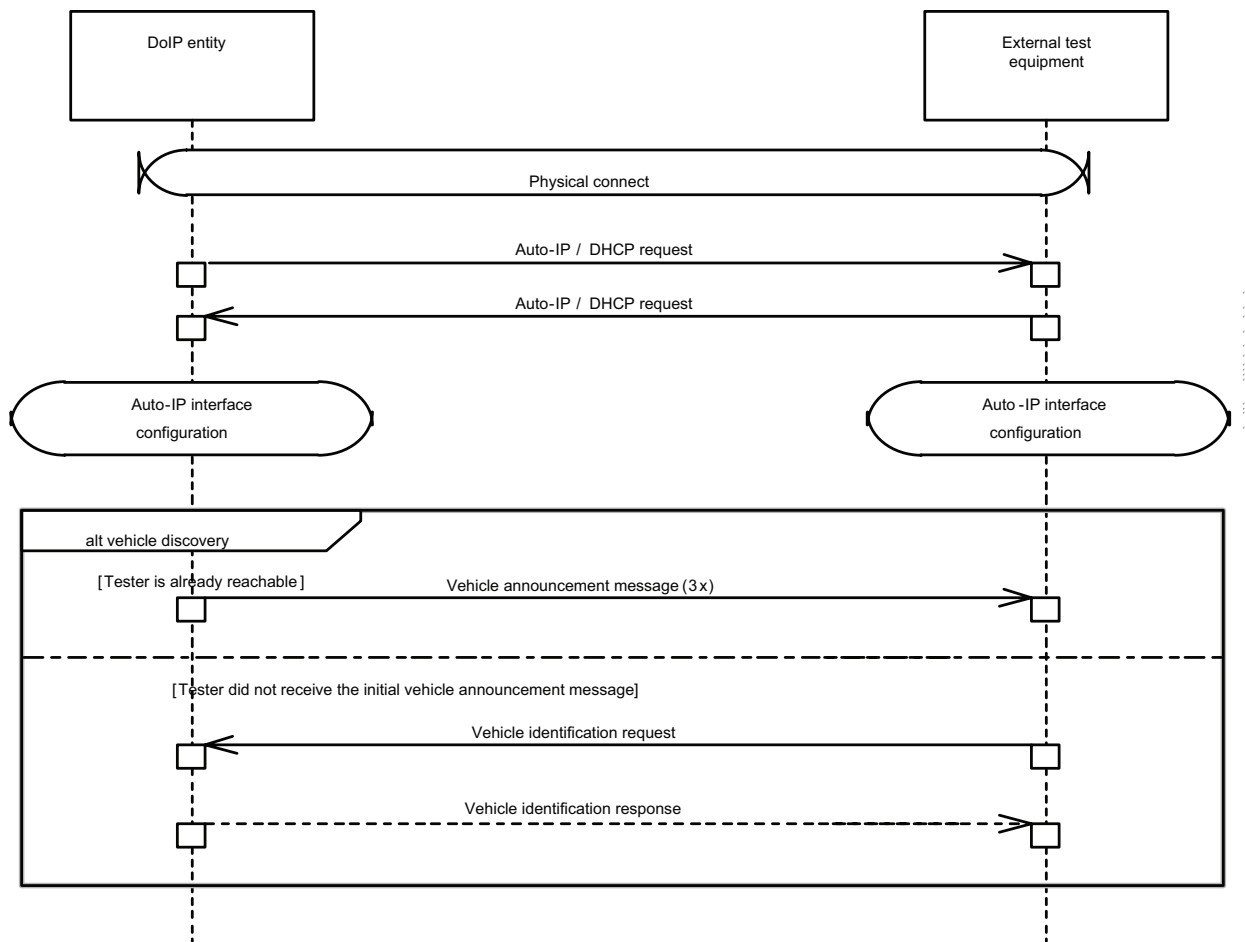 DoIP entity
External test
equipment
Physical connect
Auto-IP / DHCP request
Auto-IP / DHCP request
Auto-IP interface
configuration
Auto-IP interface
configuration
alt vehicle discovery
[Tester is already reachable]
Vehicle announcement message (3x)
[Tester did not receive the initial vehicle announcement message]
Vehicle identification request
Vehicle identification response